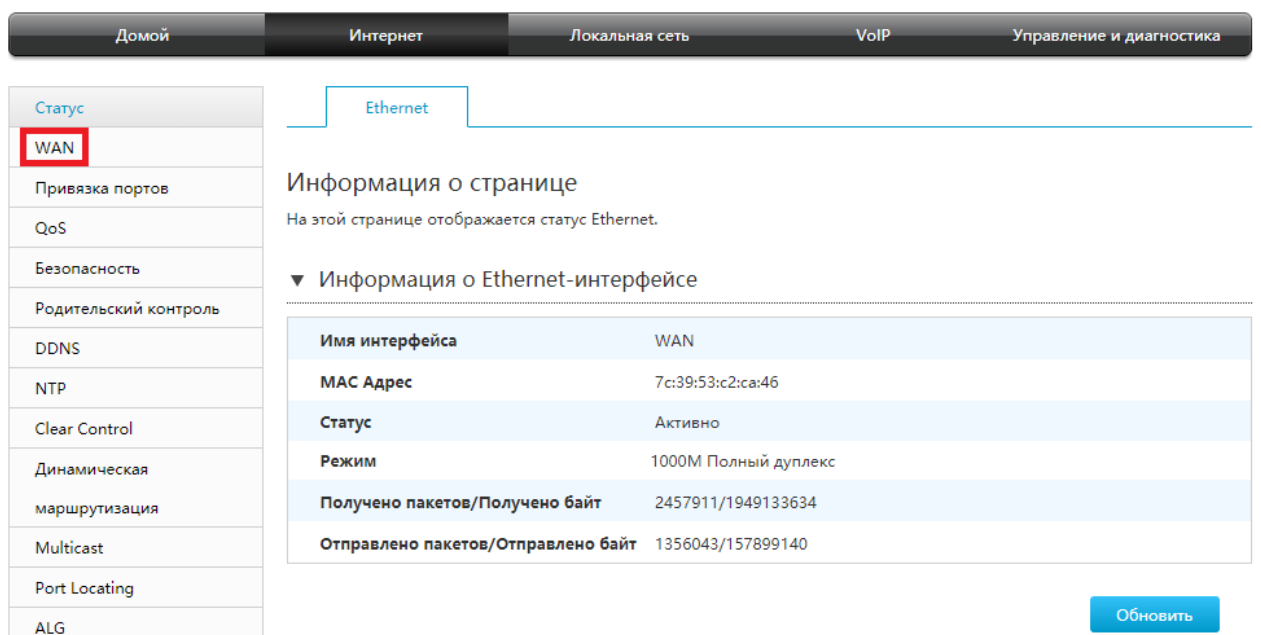 Домой Интернет Локальная сеть VoIP Управление и диагностика
Статус
WAN
Привязка портов
QoS
Безопасность
Родительский контроль
DDNS
NTP
Clear Control
Динамическая
маршрутизация
Multicast
Port Locating
ALG
Ethernet
Информация о странице
На этой странице отображается статус Ethernet.
▼ Информация о Ethernet-интерфейсе
Имя интерфейса WAN
MAC Адрес 7c:39:53:c2:ca:46
Статус Активно
Режим 1000M Полный дуплекс
Получено пакетов/Получено байт 2457911/1949133634
Отправлено пакетов/Отправлено байт 1356043/157899140
Обновить